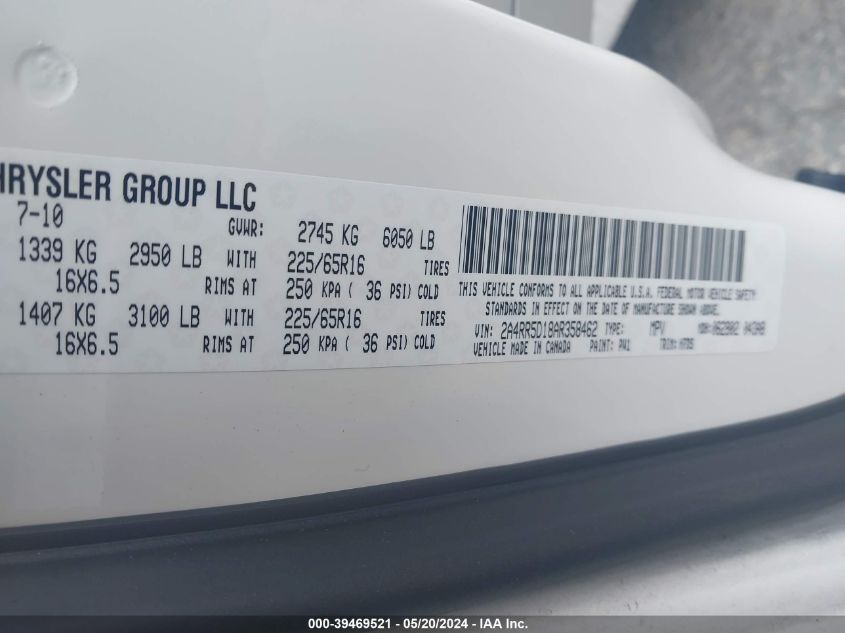 HRYSLER GROUP LLC
7-10 GVWR: 2745 KG 6050 LB
1339 KG 2950 LB WITH 225/65R16 TIRES
16X6.5 RIMS AT 250 KPA ( 36 PSI) COLD
1407 KG 3100 LB WITH 225/65R16 TIRES
16X6.5 RIMS AT 250 KPA ( 36 PSI) COLD
THIS VEHICLE CONFORMS TO ALL APPLICABLE U.S.A. FEDERAL MOTOR VEHICLE SAFETY
STANDARDS IN EFFECT ON THE DATE OF MANUFACTURE SHOWN ABOVE.
VIN: 2A4RR5D18AR358462 TYPE: MPV MDH:
VEHICLE MADE IN CANADA PAINT: PW1 TRIM:
000-39469521 - 05/20/2024 - IAA Inc.